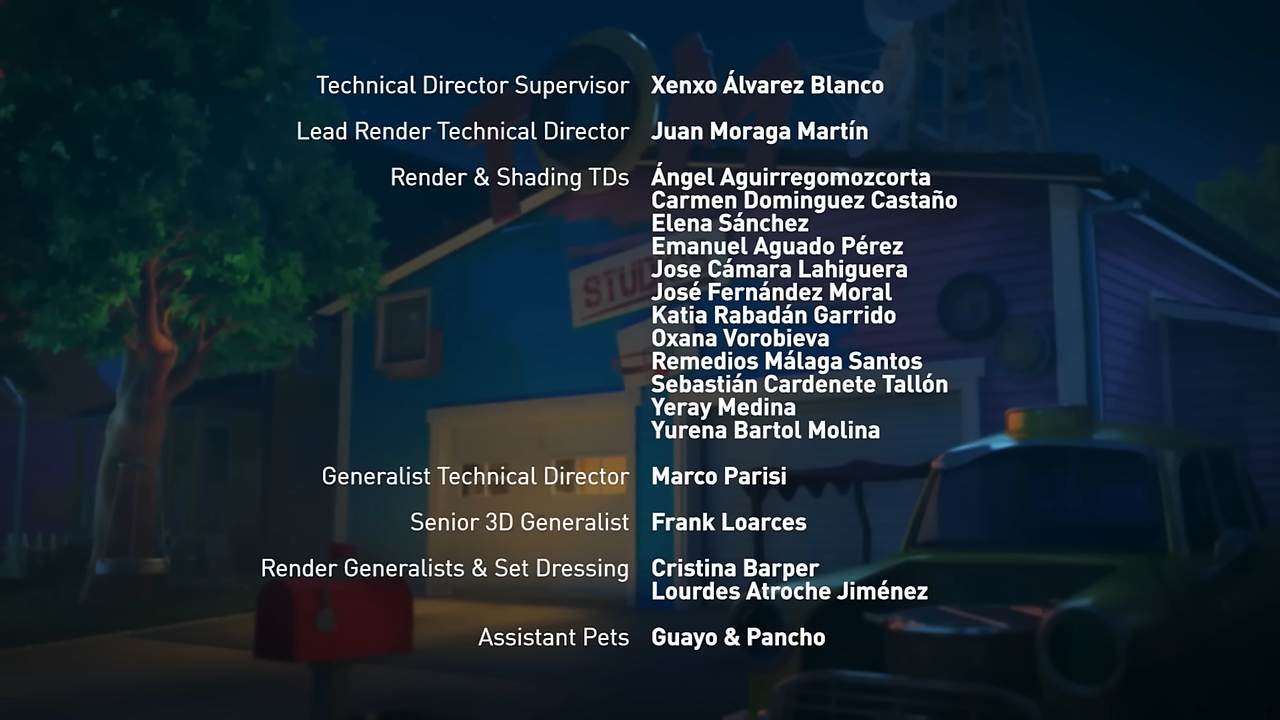 Technical Director Supervisor Xenxo Álvarez Blanco
Lead Render Technical Director Juan Moraga Martín
Render & Shading TDs Ángel Aguirregomozcorta
Carmen Dominguez Castaño
Elena Sánchez
Emanuel Aguado Pérez
Jose Cámara Lahiguera
José Fernández Moral
Katia Rabadán Garrido
Oxana Vorobieva
Remedios Málaga Santos
Sebastián Cardenete Tallón
Yeray Medina
Yurena Bartol Molina
Generalist Technical Director Marco Parisi
Senior 3D Generalist Frank Loarces
Render Generalists & Set Dressing Cristina Barper
Lourdes Atroche Jiménez
Assistant Pets Guayo & Pancho